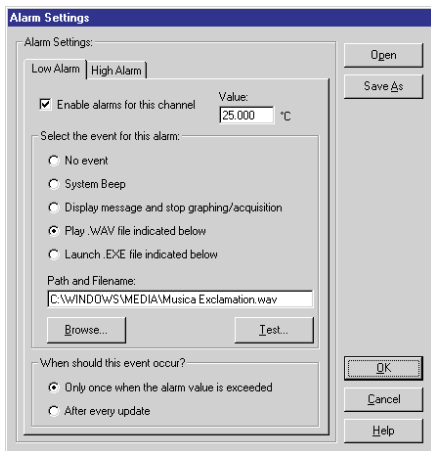 Alarm Settings
Alarm Settings:
Open
Save As
Low Alarm
High Alarm
Enable alarms for this channel
Value:
25.000 °C
Select the event for this alarm:
No event
System Beep
Display message and stop graphing/acquisition
Play .WAV file indicated below
Launch .EXE file indicated below
Path and Filename:
C:\WINDOWS\MEDIA\Musica Exclamation.wav
Browse...
Test...
When should this event occur?
Only once when the alarm value is exceeded
After every update
OK
Cancel
Help